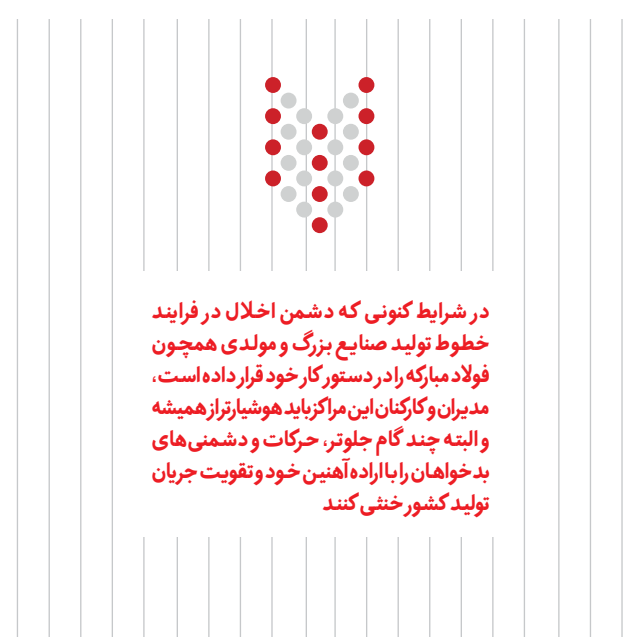 در شرایط کنونی که دشمن اخلال در فرایند
خطوط تولید صنایع بزرگ و مولدی همچون
فولاد مبارکه را در دستور کار خود قرار داده است،
مدیران و کارکنان این مراکز باید هوشیارتر از همیشه
و البته چند گام جلوتر، حرکات و دشمنی‌های
بدخواهان را با اراده آهنین خود و تقویت جریان
تولید کشور خنثی کنند